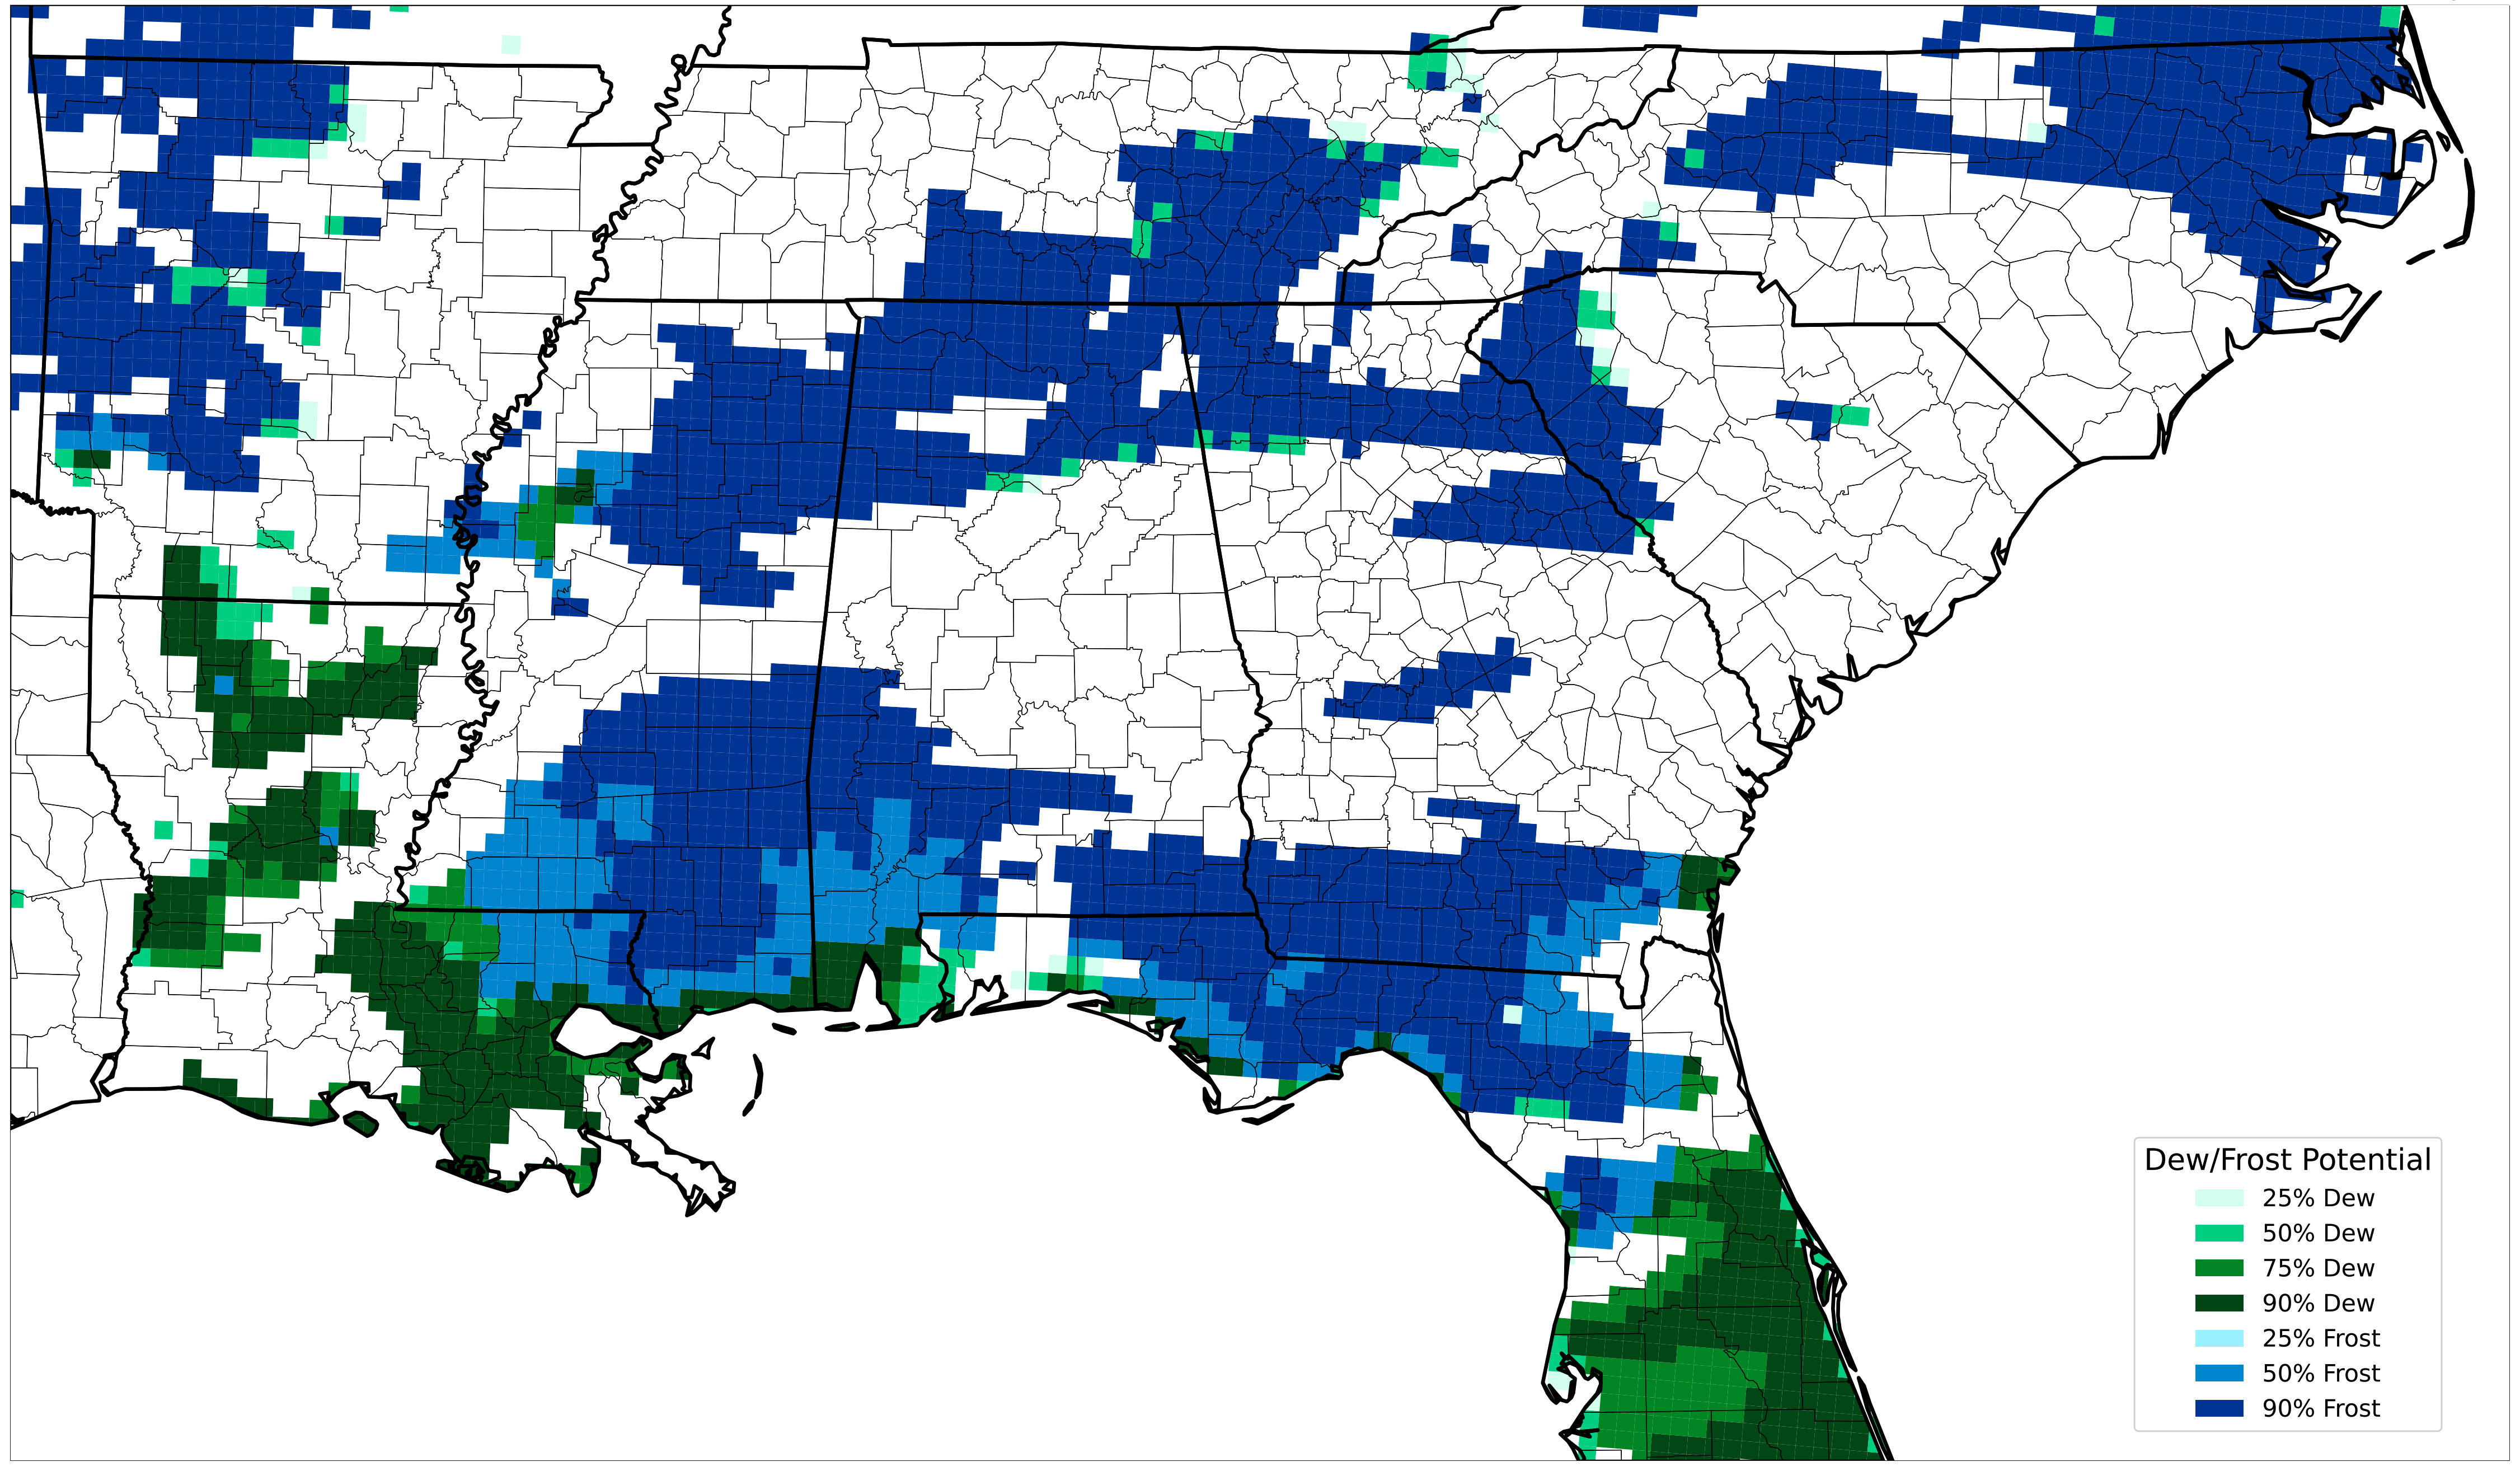 Dew/Frost Potential
25% Dew
50% Dew
75% Dew
90% Dew
25% Frost
50% Frost
90% Frost